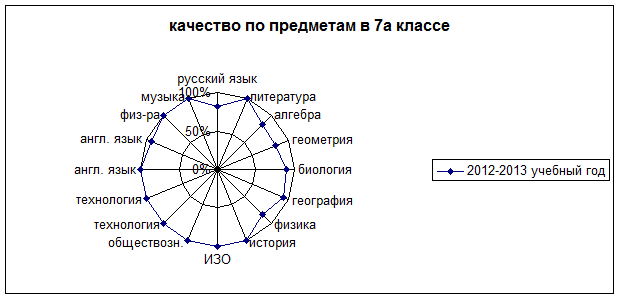 качество по предметам в 7а классе
русский язык
100%
музыка
литература
физ-ра
алгебра
50%
англ. язык
геометрия
англ. язык
0%
биология
2012-2013 учебный год
технология
география
технология
физика
обществозн.
история
ИЗО